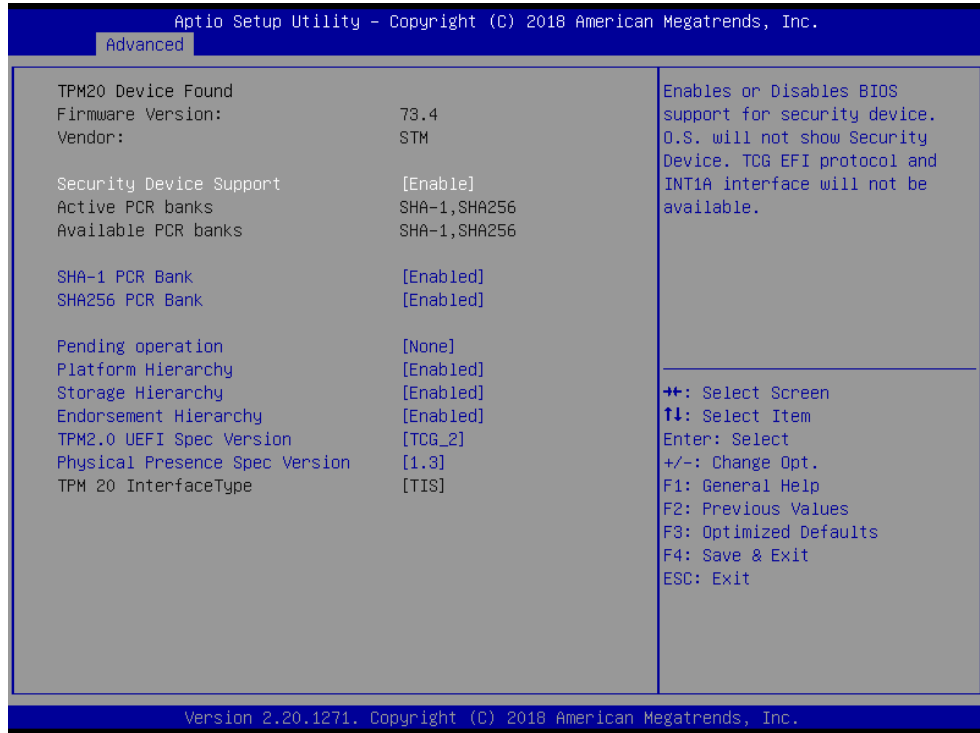 Aptio Setup Utility – Copyright (C) 2018 American Megatrends, Inc.
Advanced
TPM20 Device Found
Firmware Version: 73.4
Vendor: STM
Security Device Support [Enable]
Active PCR banks SHA-1,SHA256
Available PCR banks SHA-1,SHA256
SHA-1 PCR Bank [Enabled]
SHA256 PCR Bank [Enabled]
Pending operation [None]
Platform Hierarchy [Enabled]
Storage Hierarchy [Enabled]
Endorsement Hierarchy [Enabled]
TPM2.0 UEFI Spec Version [TCG_2]
Physical Presence Spec Version [1.3]
TPM 20 InterfaceType [TIS]
Enables or Disables BIOS
support for security device.
O.S. will not show Security
Device. TCG EFI protocol and
INT1A interface will not be
available.
→←: Select Screen
↑↓: Select Item
Enter: Select
+/-: Change Opt.
F1: General Help
F2: Previous Values
F3: Optimized Defaults
F4: Save & Exit
ESC: Exit
Version 2.20.1271. Copyright (C) 2018 American Megatrends, Inc.